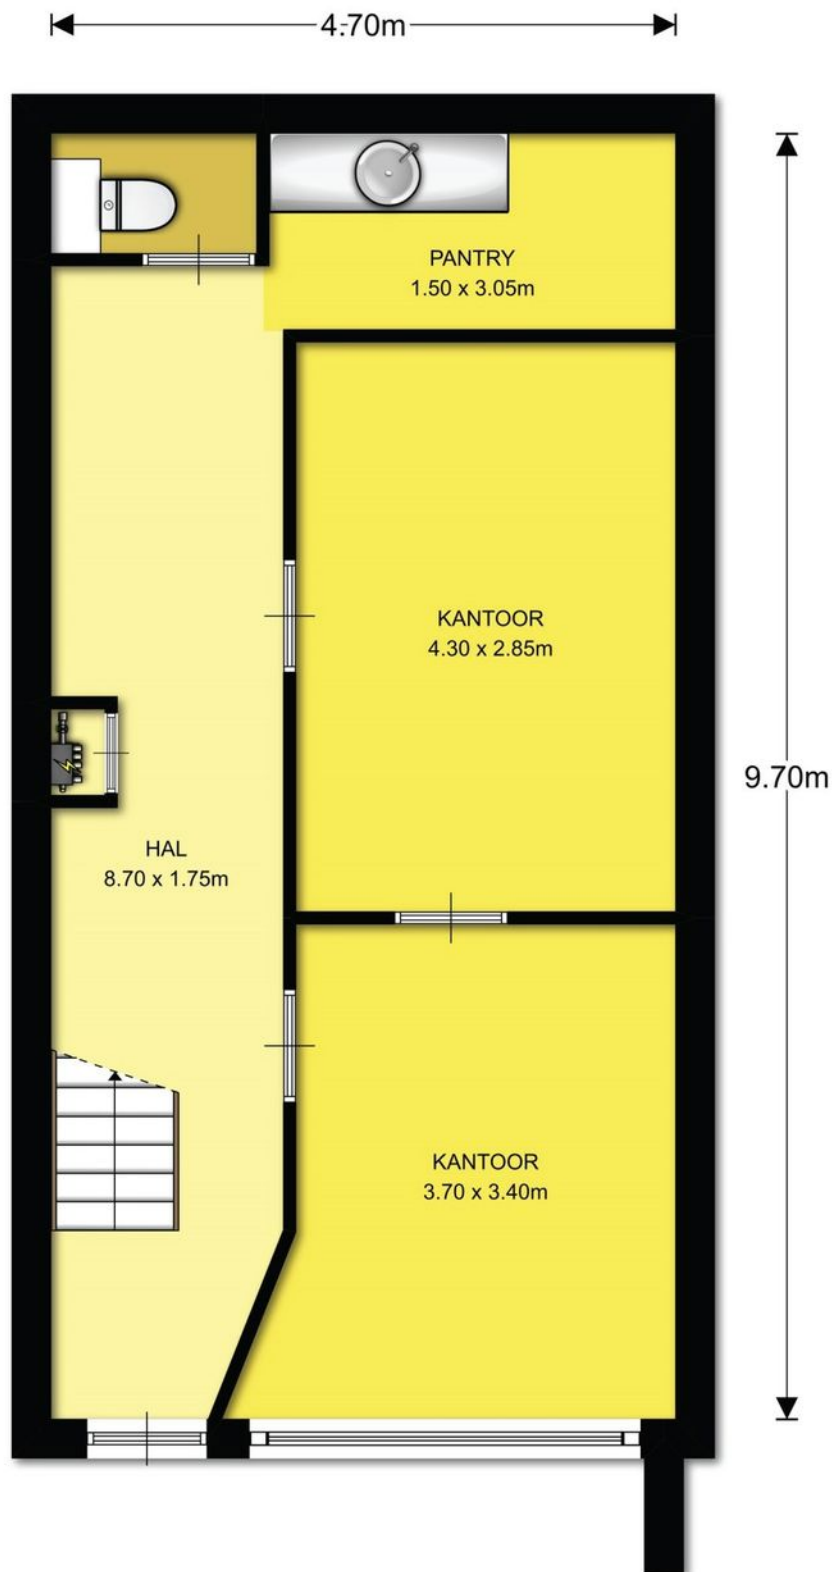 4.70m
PANTRY
1.50 x 3.05m
KANTOOR
4.30 x 2.85m
9.70m
HAL
8.70 x 1.75m
KANTOOR
3.70 x 3.40m